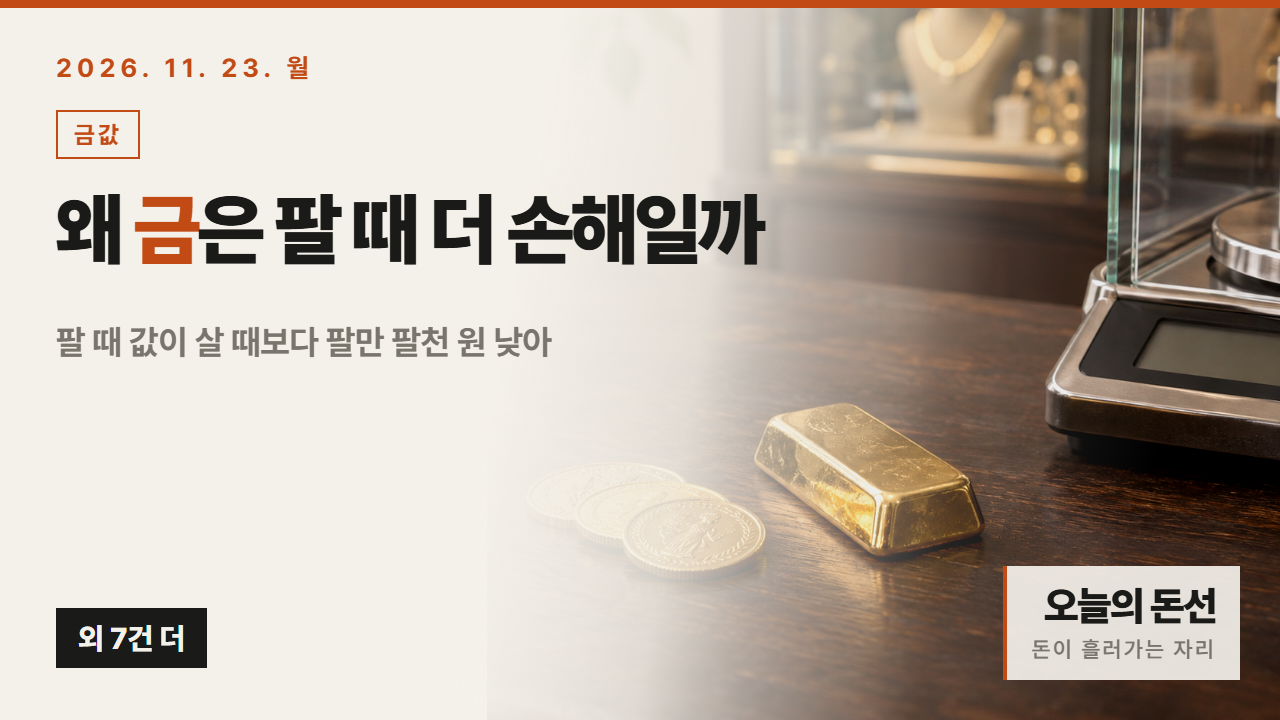 2026. 11. 23. 월
금값
왜 금은 팔 때 더 손해일까
팔 때 값이 살 때보다 팔만 팔천 원 낮아
외 7건 더
오늘의 돈선
돈이 흘러가는 자리